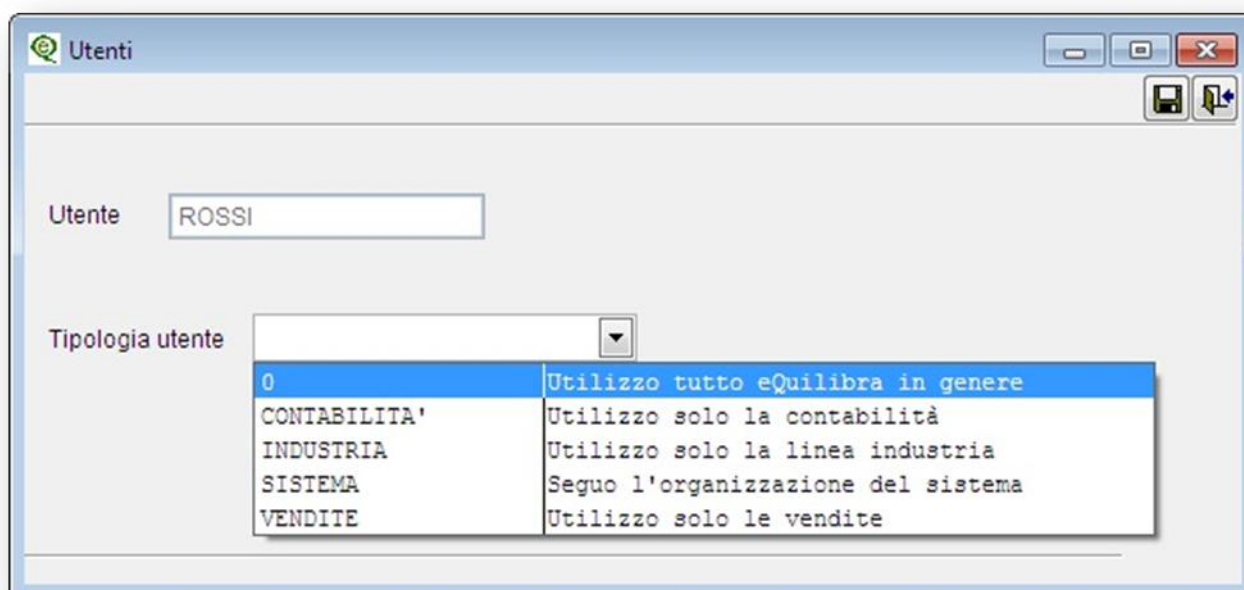 Utenti
Utente ROSSI
Tipologia utente
0 Utilizzo tutto eQuilibra in genere
CONTABILITA' Utilizzo solo la contabilità
INDUSTRIA Utilizzo solo la linea industria
SISTEMA Seguo l'organizzazione del sistema
VENDITE Utilizzo solo le vendite